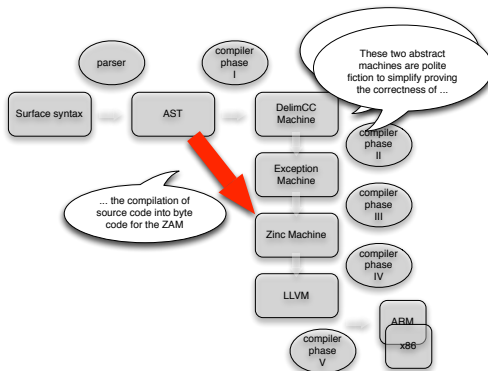 parser
compiler
phase
I
These two abstract
machines are polite
fiction to simplify proving
the correctness of ...
Surface syntax
AST
DelimCC
Machine
compiler
phase
II
Exception
Machine
... the compilation of
source code into byte
code for the ZAM
compiler
phase
III
Zinc Machine
compiler
phase
IV
LLVM
ARM
x86
compiler
phase
V